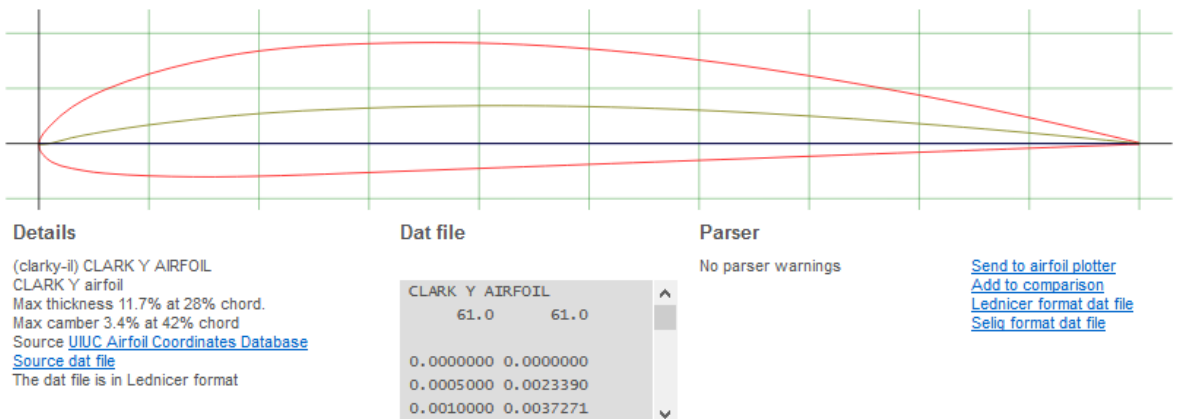 Details
(clarky-il) CLARK Y AIRFOIL
CLARK Y airfoil
Max thickness 11.7% at 28% chord.
Max camber 3.4% at 42% chord
Source UIUC Airfoil Coordinates Database
Source dat file
The dat file is in Lednicer format
Dat file
CLARK Y AIRFOIL
61.0 61.0
0.0000000 0.0000000
0.0005000 0.0023390
0.0010000 0.0037271
Parser
No parser warnings
Send to airfoil plotter
Add to comparison
Lednicer format dat file
Selig format dat file